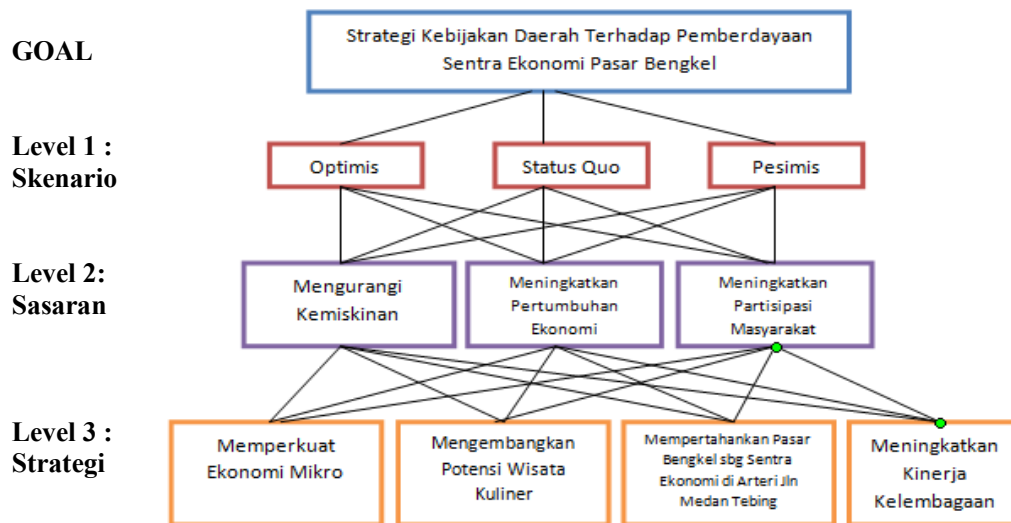 GOAL
Strategi Kebijakan Daerah Terhadap Pemberdayaan
Sentra Ekonomi Pasar Bengkel
Level 1 :
Skenario
Optimis
Status Quo
Pesimis
Level 2:
Sasaran
Mengurangi
Kemiskinan
Meningkatkan
Pertumbuhan
Ekonomi
Meningkatkan
Partisipasi
Masyarakat
Level 3 :
Strategi
Memperkuat
Ekonomi Mikro
Mengembangkan
Potensi Wisata
Kuliner
Mempertahankan Pasar
Bengkel sbg Sentra
Ekonomi di Arteri Jln
Medan Tebing
Meningkatkan
Kinerja
Kelembagaan